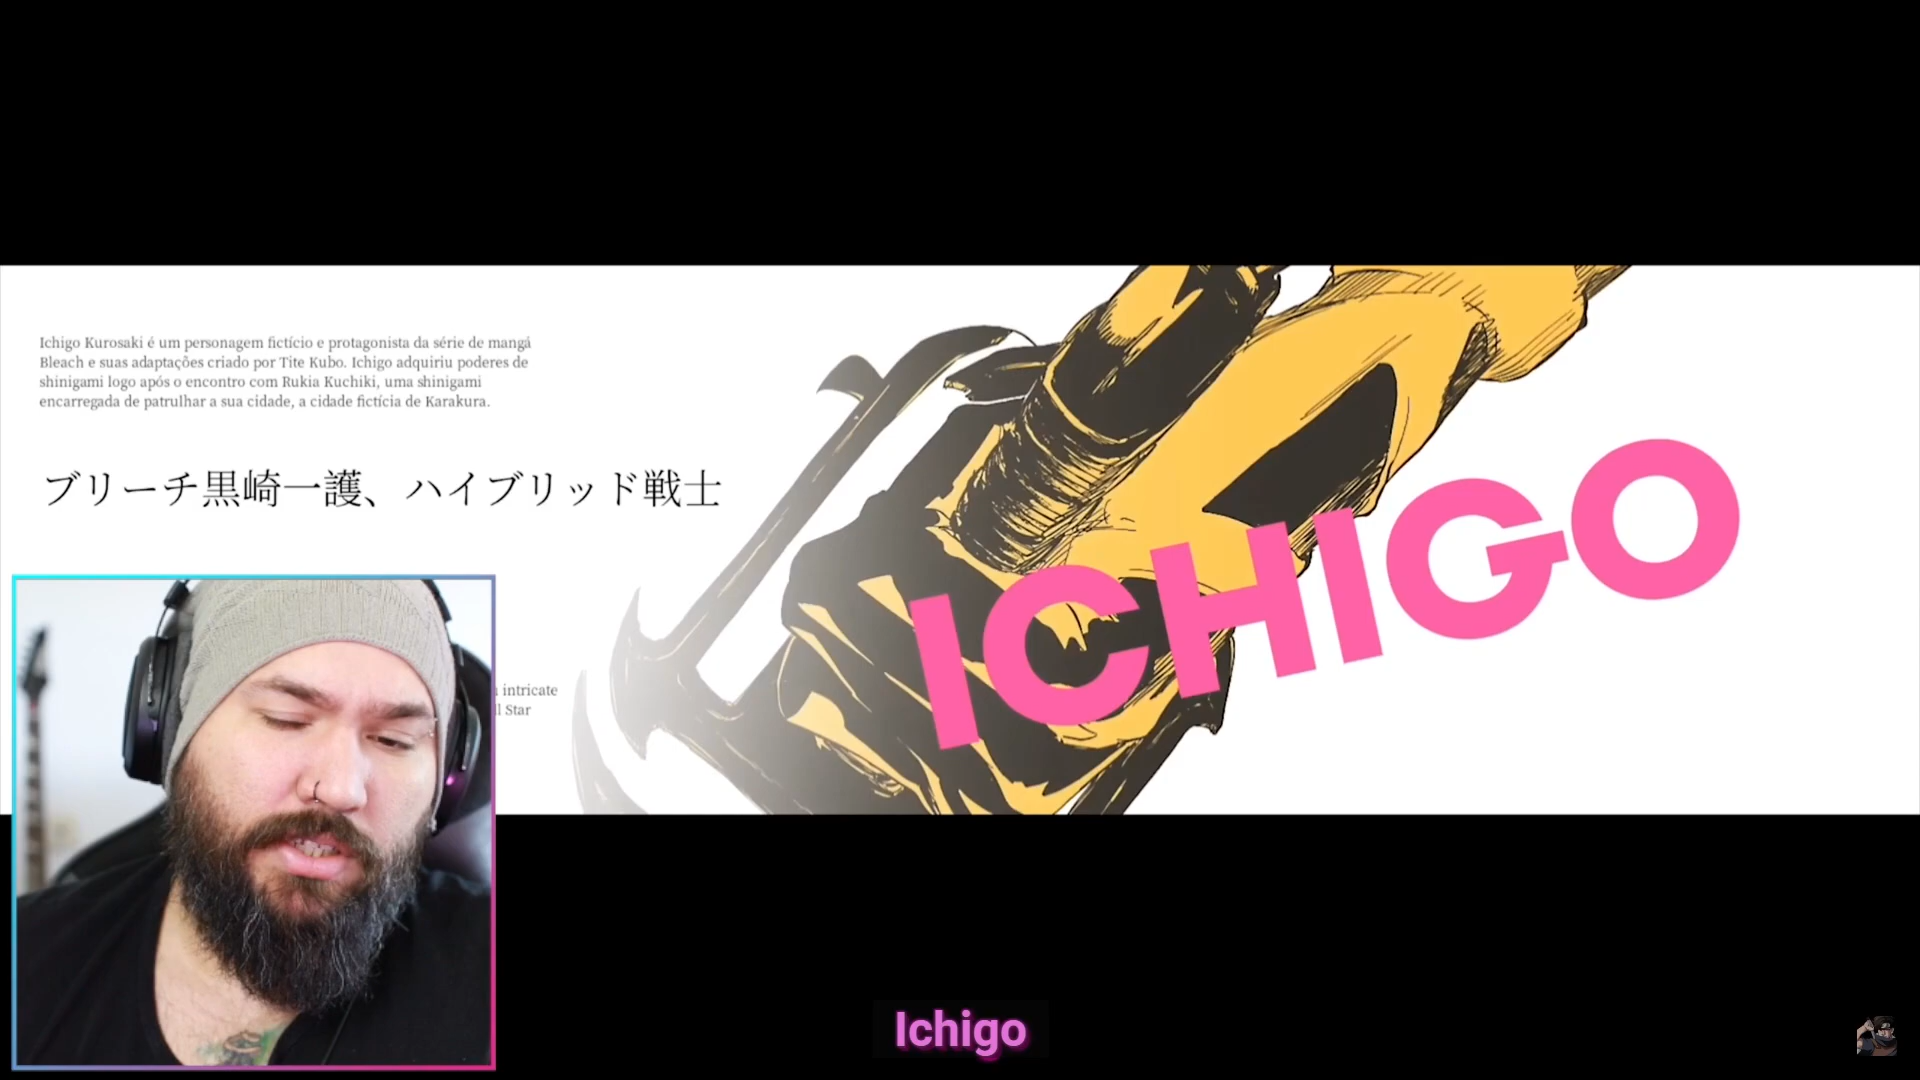 Ichigo Kurosaki é um personagem fictício e protagonista da série de mangá
Bleach e suas adaptações criado por Tite Kubo. Ichigo adquiriu poderes de
shinigami logo após o encontro com Rukia Kuchiki, uma shinigami
encarregada de patrulhar a sua cidade, a cidade fictícia de Karakura.
ブリーチ黒崎一護、ハイブリッド戦士
ICHIGO
intricate
Star
Ichigo